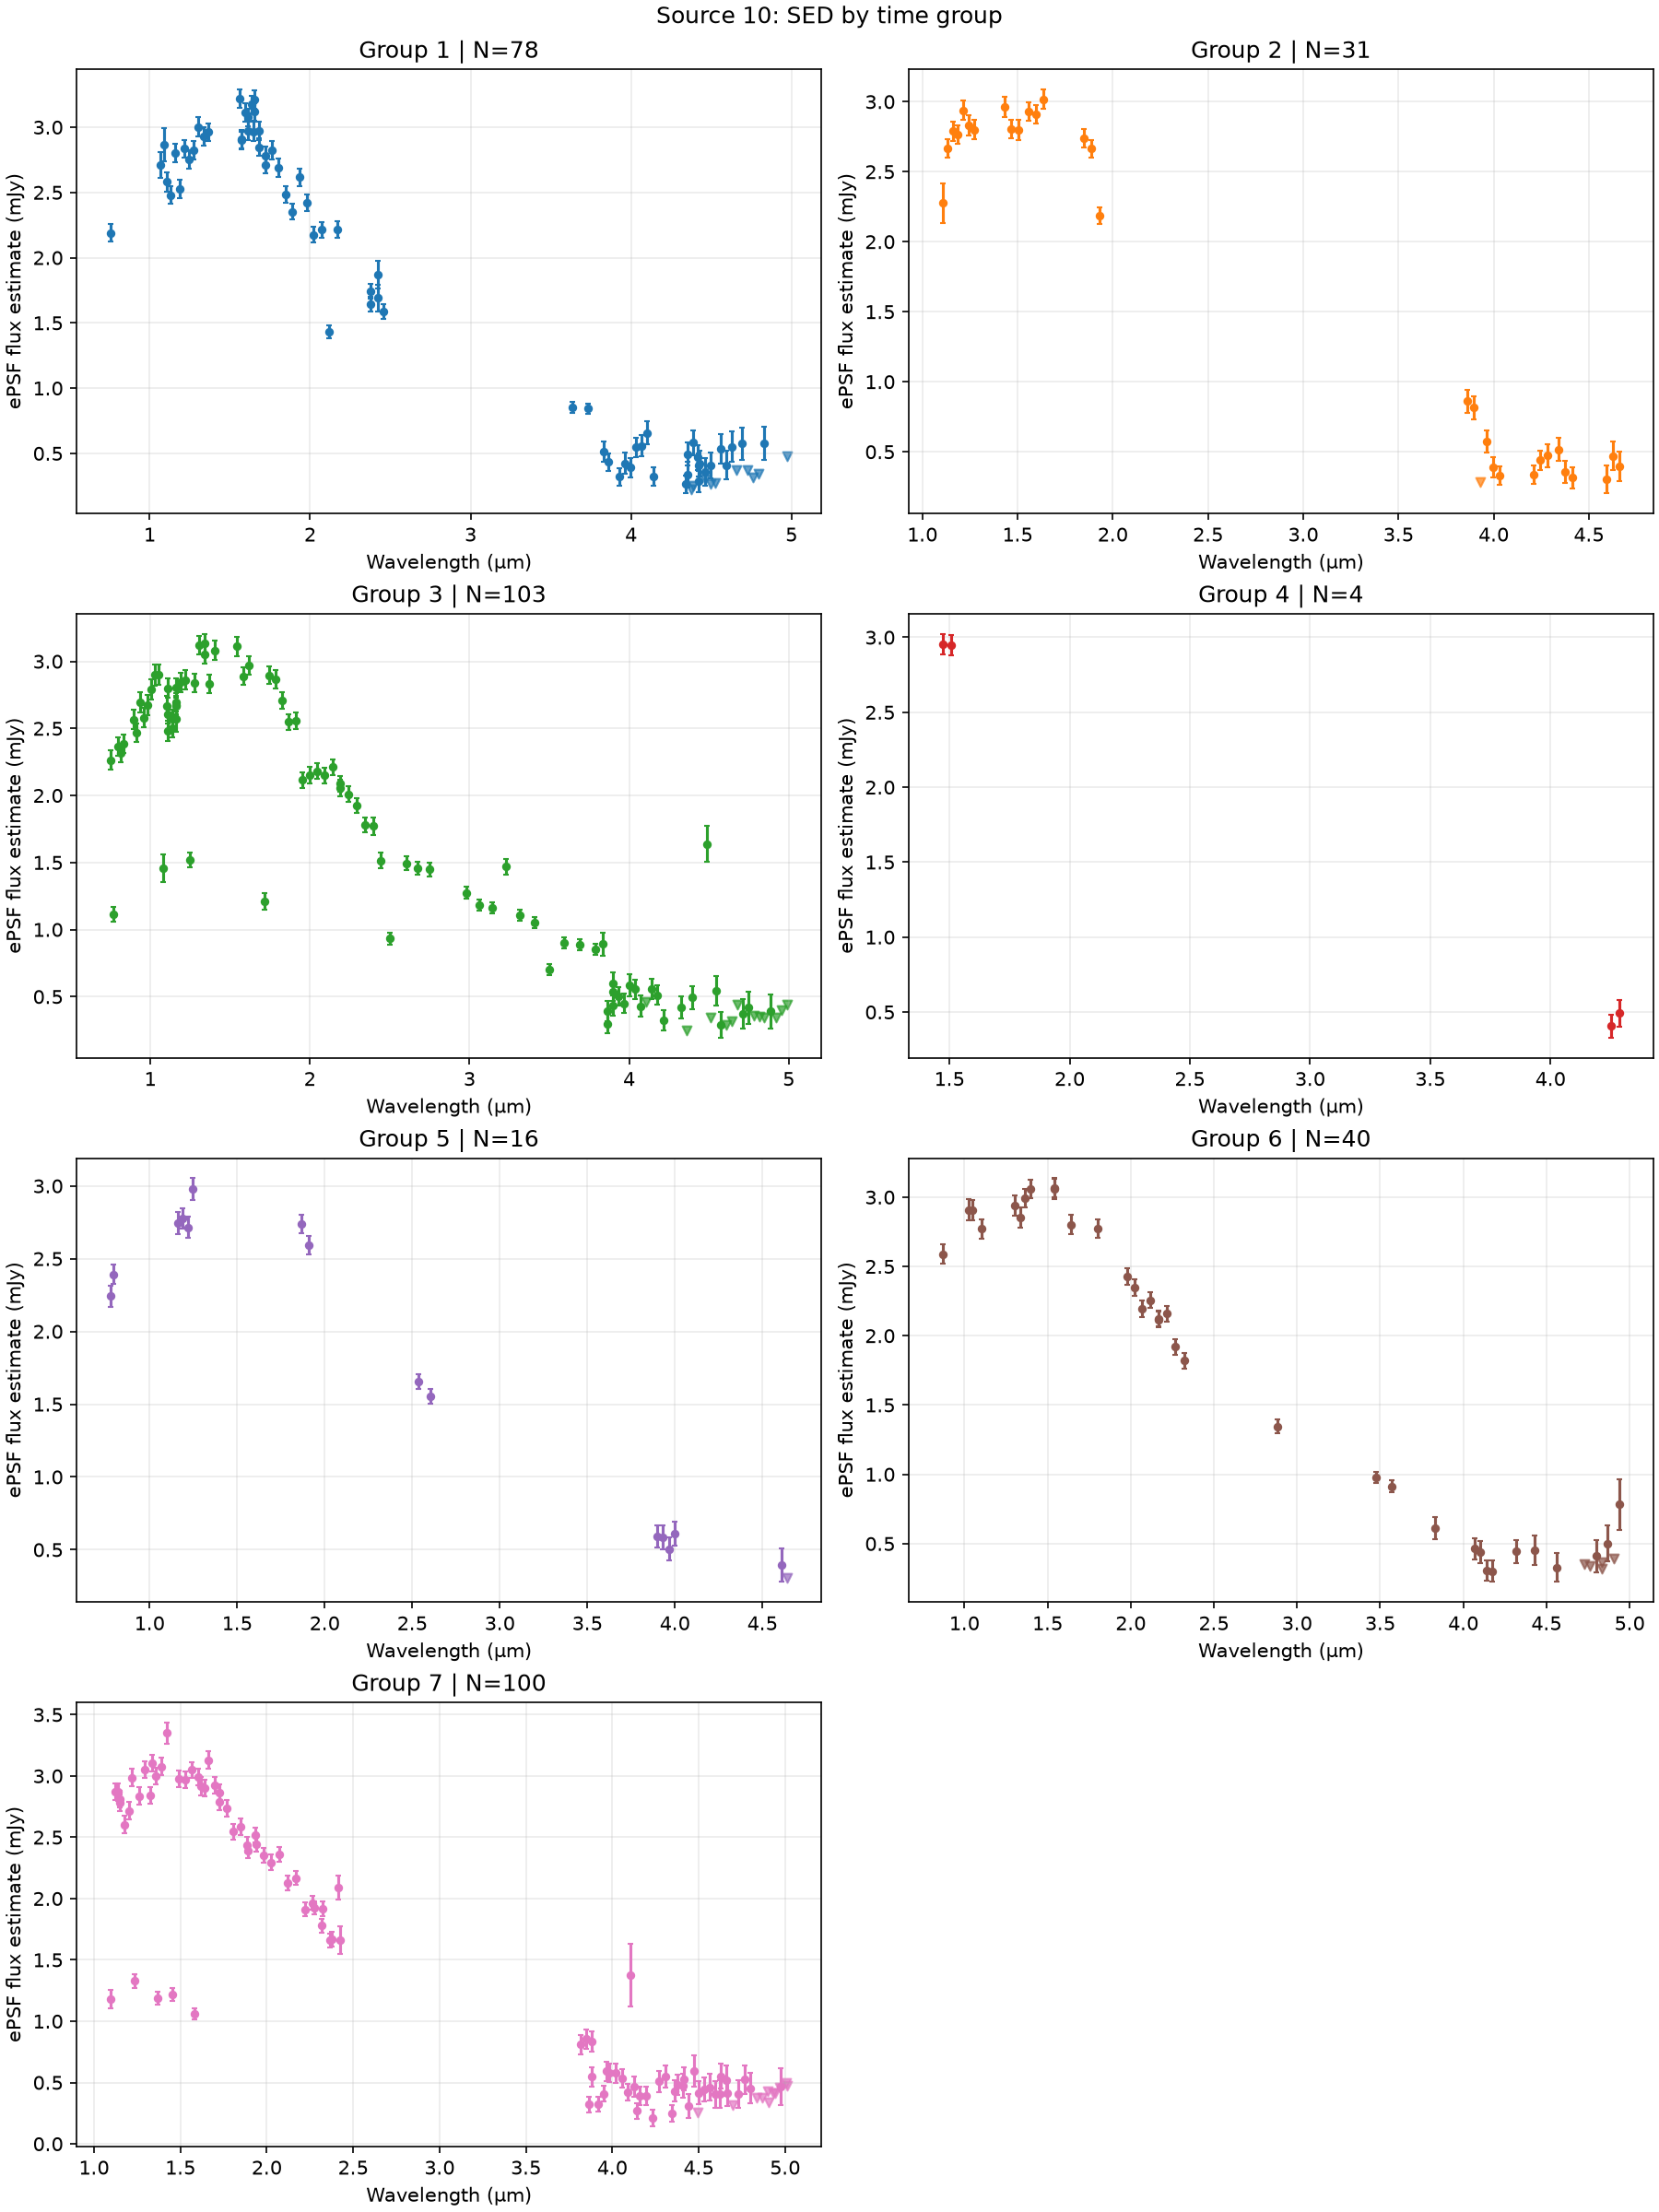 Source 10: SED by time group
Group 1 | N=78
ePSF flux estimate (mJy)
3.0
2.5
2.0
1.5
1.0
0.5
1 2 3 4 5
Wavelength (µm)
Group 2 | N=31
ePSF flux estimate (mJy)
3.0
2.5
2.0
1.5
1.0
0.5
1.0 1.5 2.0 2.5 3.0 3.5 4.0 4.5
Wavelength (µm)
Group 3 | N=103
ePSF flux estimate (mJy)
3.0
2.5
2.0
1.5
1.0
0.5
1 2 3 4 5
Wavelength (µm)
Group 4 | N=4
ePSF flux estimate (mJy)
3.0
2.5
2.0
1.5
1.0
0.5
1.5 2.0 2.5 3.0 3.5 4.0
Wavelength (µm)
Group 5 | N=16
ePSF flux estimate (mJy)
3.0
2.5
2.0
1.5
1.0
0.5
1.0 1.5 2.0 2.5 3.0 3.5 4.0 4.5
Wavelength (µm)
Group 6 | N=40
ePSF flux estimate (mJy)
3.0
2.5
2.0
1.5
1.0
0.5
1.0 1.5 2.0 2.5 3.0 3.5 4.0 4.5 5.0
Wavelength (µm)
Group 7 | N=100
ePSF flux estimate (mJy)
3.5
3.0
2.5
2.0
1.5
1.0
0.5
0.0
1.0 1.5 2.0 2.5 3.0 3.5 4.0 4.5 5.0
Wavelength (µm)